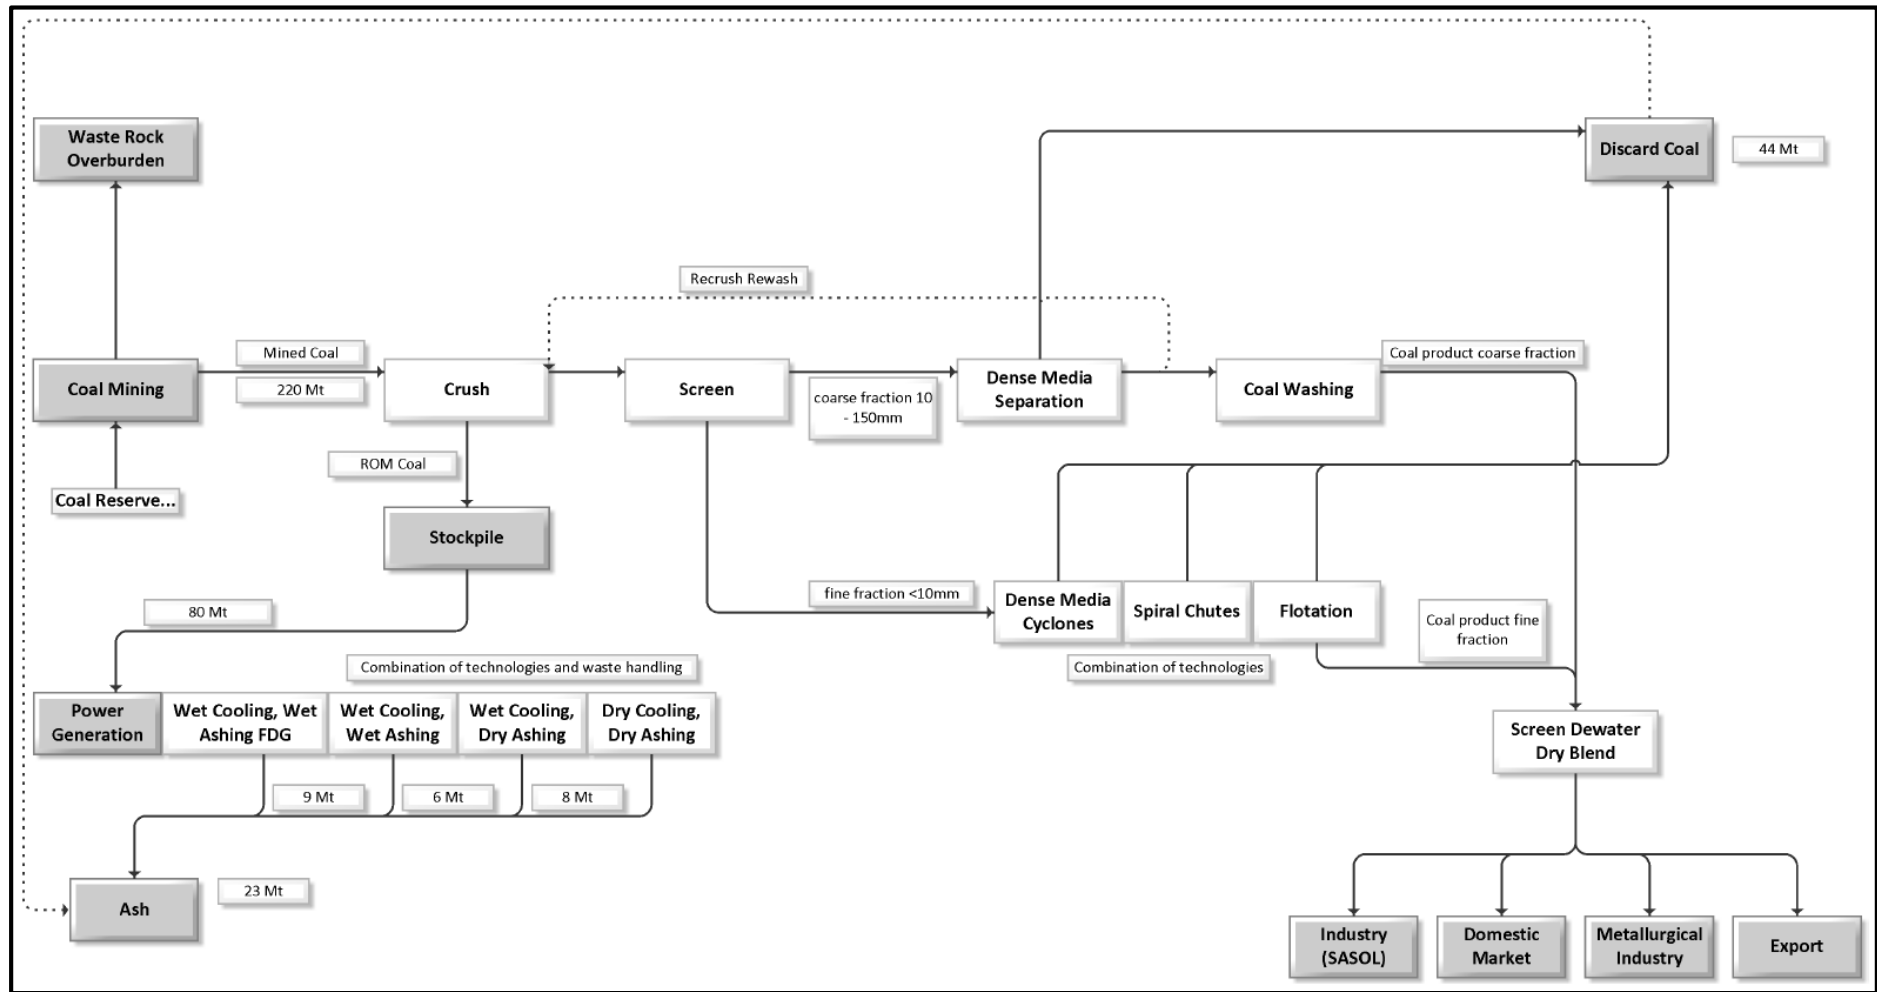 Waste Rock
Overburden
Discard Coal
44 Mt
Recrush Rewash
Mined Coal
220 Mt
Coal Mining
Crush
Screen
coarse fraction 10
- 150mm
Dense Media
Separation
Coal Washing
Coal product coarse fraction
ROM Coal
Coal Reserve...
Stockpile
80 Mt
fine fraction <10mm
Dense Media
Cyclones
Spiral Chutes
Flotation
Coal product fine
fraction
Combination of technologies and waste handling
Combination of technologies
Power
Generation
Wet Cooling, Wet
Ashing FDG
Wet Cooling,
Wet Ashing
Wet Cooling,
Dry Ashing
Dry Cooling,
Dry Ashing
Screen Dewater
Dry Blend
9 Mt
6 Mt
8 Mt
Ash
23 Mt
Industry
(SASOL)
Domestic
Market
Metallurgical
Industry
Export